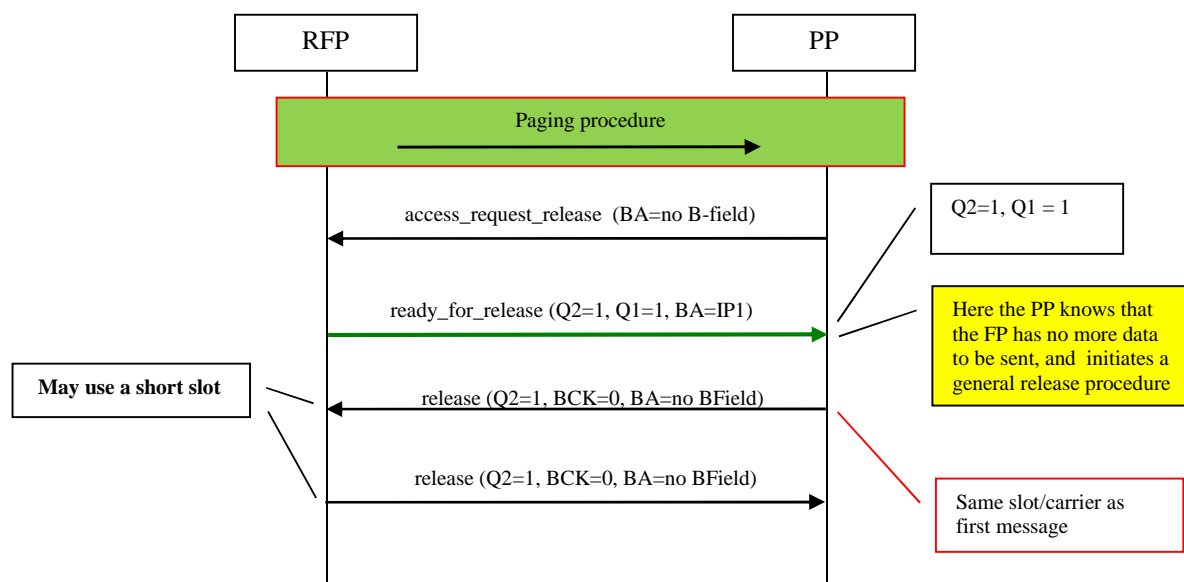 RFP
PP
Paging procedure
access_request_release (BA=no B-field)
Q2=1, Q1 = 1
ready_for_release (Q2=1, Q1=1, BA=IP1)
Here the PP knows that
the FP has no more data
to be sent, and initiates a
general release procedure
May use a short slot
release (Q2=1, BCK=0, BA=no BField)
release (Q2=1, BCK=0, BA=no BField)
Same slot/carrier as
first message